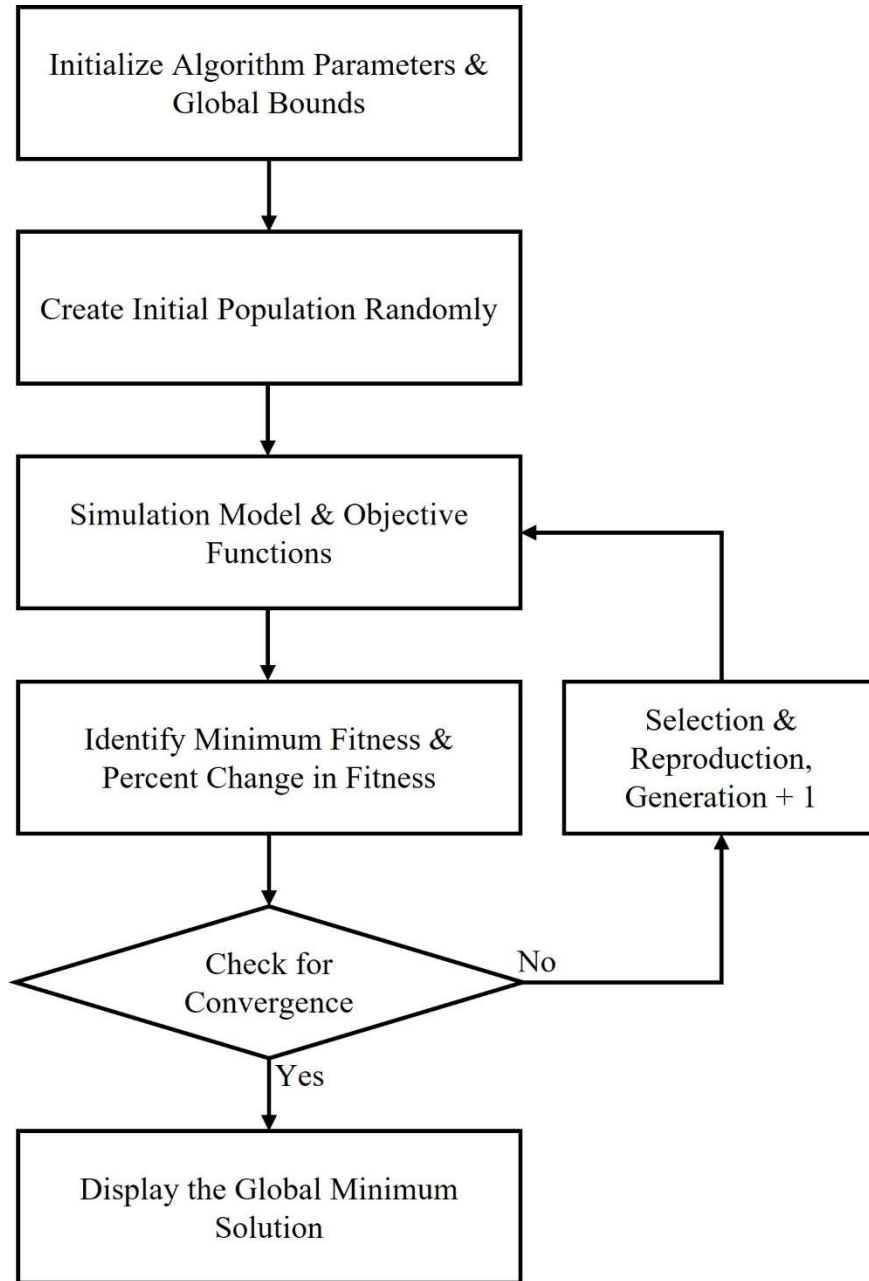 Initialize Algorithm Parameters &
Global Bounds
Create Initial Population Randomly
Simulation Model & Objective
Functions
Identify Minimum Fitness &
Percent Change in Fitness
Selection &
Reproduction,
Generation + 1
Check for
Convergence
No
Yes
Display the Global Minimum
Solution